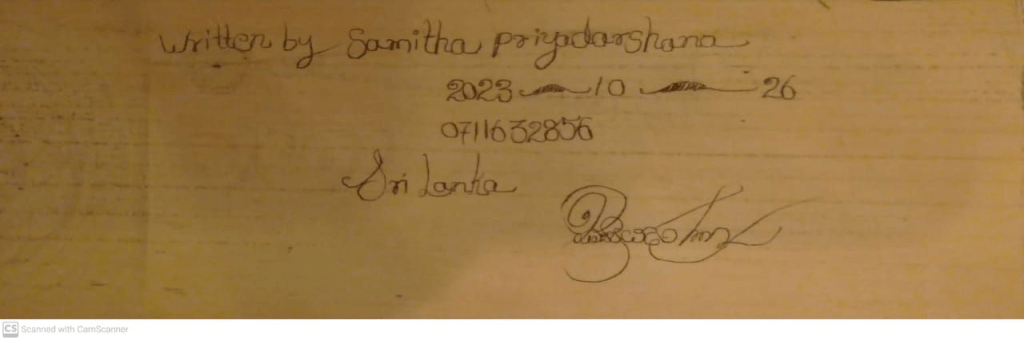 Written by Samitha Priyadarshana
2023 — 10 — 26
0711632856
Sri Lanka
CS Scanned with CamScanner